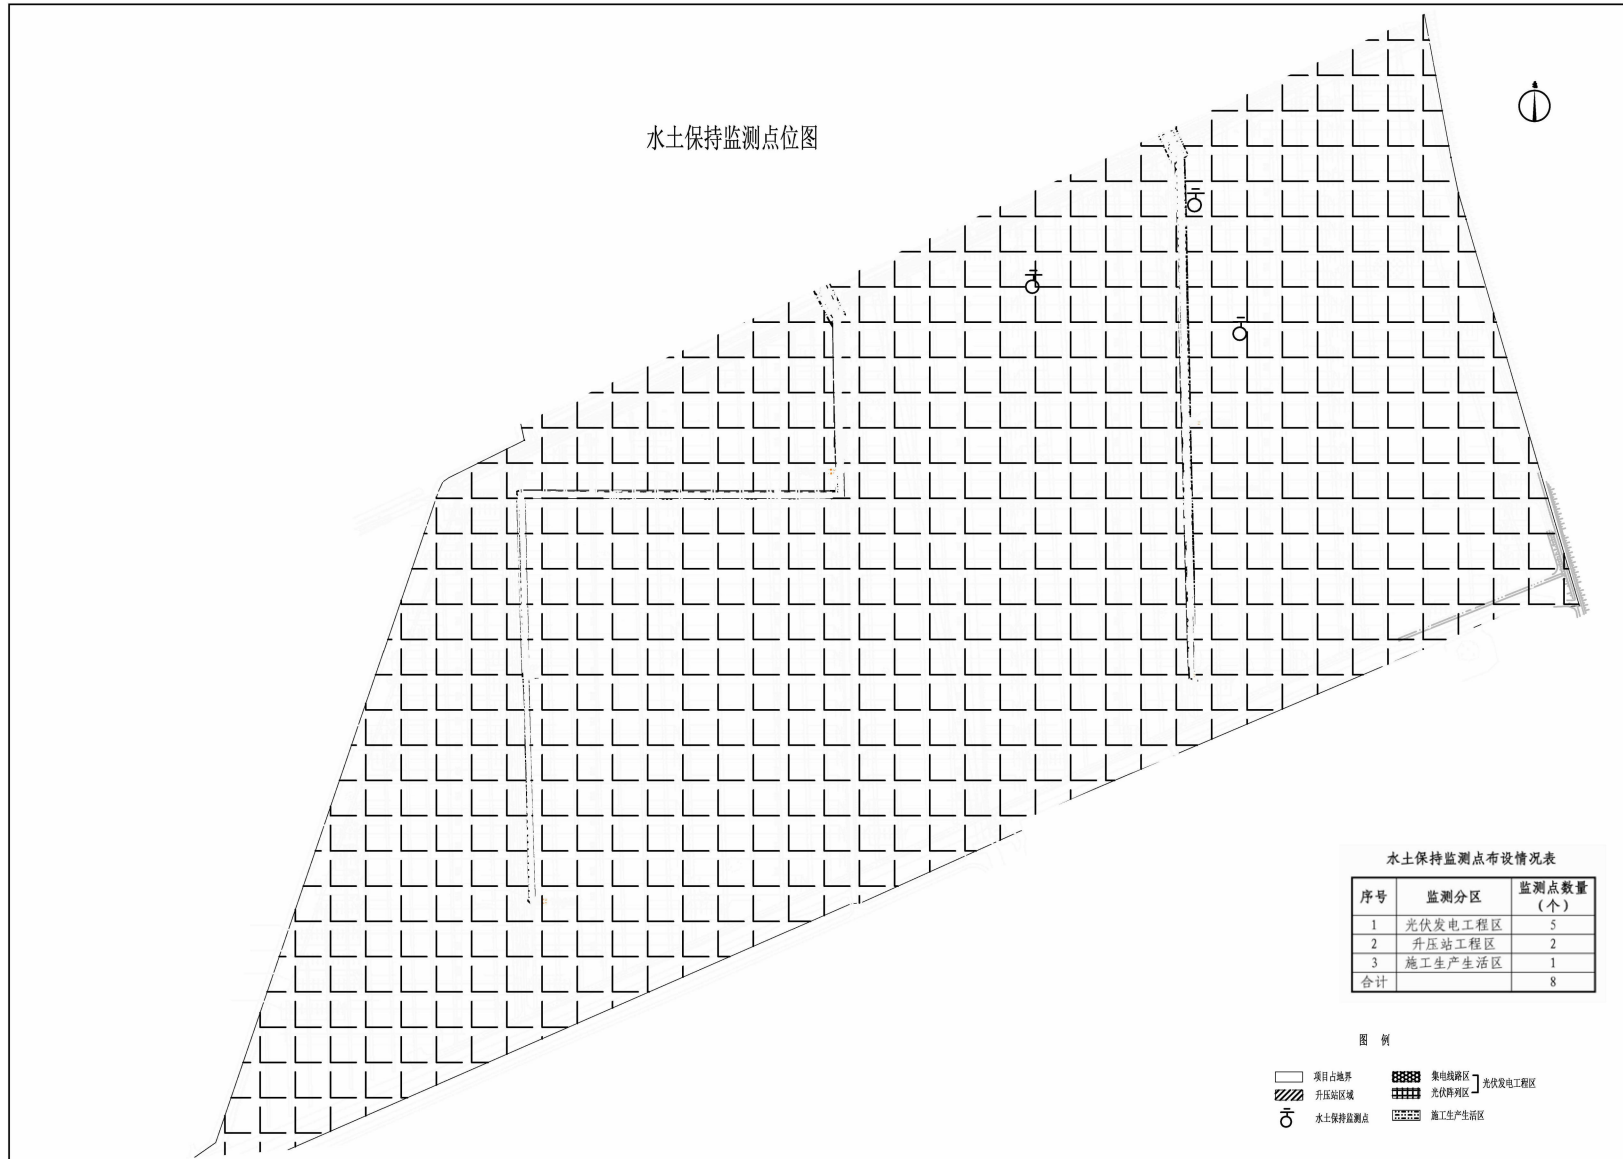 水土保持监测点位图
水土保持监测点布设情况表
序号 监测分区 监测点数量（个）
1 光伏发电工程区 5
2 升压站工程区 2
3 施工生产生活区 1
合计 8
图 例
项目占地界 集电线路区 光伏发电工程区
升压站区域 光伏阵列区
水土保持监测点 施工生产生活区